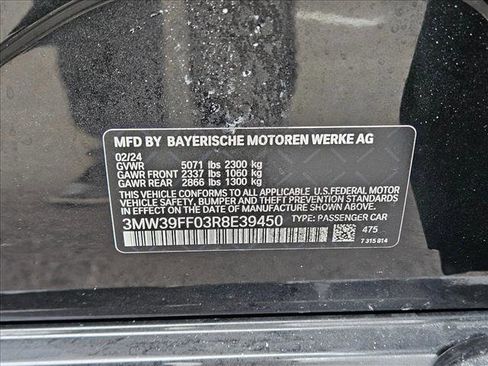 MFD BY BAYERISCHE MOTOREN WERKE AG
02/24
GVWR 5071 lbs 2300 kg
GAWR FRONT 2337 lbs 1060 kg
GAWR REAR 2866 lbs 1300 kg
THIS VEHICLE CONFORMS TO ALL APPLICABLE U.S.FEDERAL MOTOR
VEHICLE SAFETY, BUMPER AND THEFT PREVENTION
STANDARDS IN EFFECT ON THE DATE OF MANUFACTURE SHOWN ABOVE.
3MW39FF03R8E39450 TYPE: PASSENGER CAR
475
7 315 814